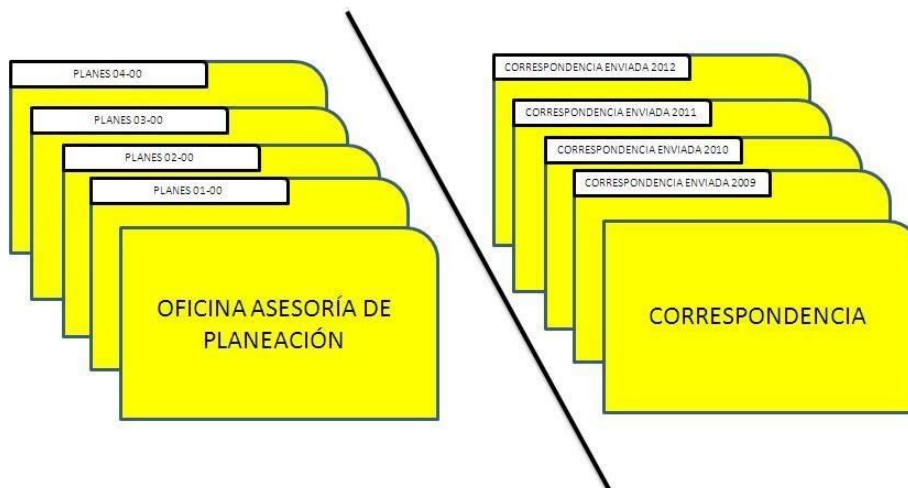 PLANES 04-00
PLANES 03-00
PLANES 02-00
PLANES 01-00
OFICINA ASESORÍA DE
PLANEACIÓN
CORRESPONDENCIA ENVIADA 2012
CORRESPONDENCIA ENVIADA 2011
CORRESPONDENCIA ENVIADA 2010
CORRESPONDENCIA ENVIADA 2009
CORRESPONDENCIA